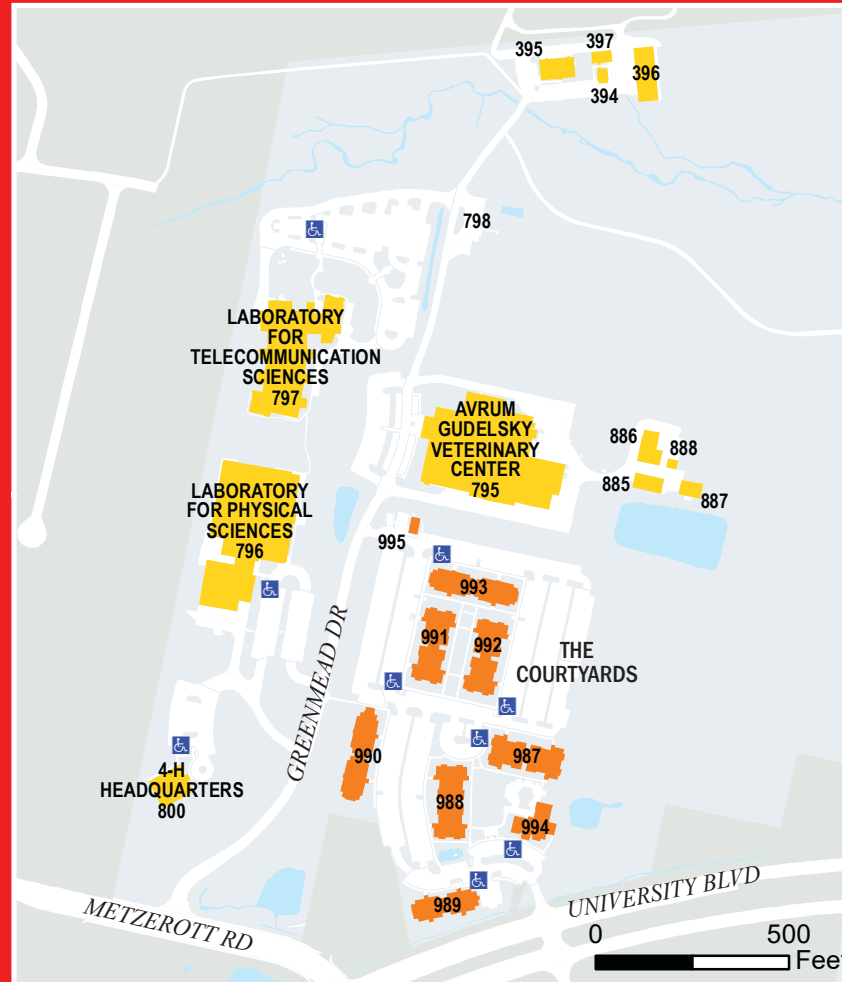 395
397
396
394
798
LABORATORY
FOR
TELECOMMUNICATION
SCIENCES
797
AVRUM
GUDELSKY
VETERINARY
CENTER
795
886
888
885
887
LABORATORY
FOR PHYSICAL
SCIENCES
796
995
993
991
992
THE
COURTYARDS
GREENMEAD DR
990
987
4-H
HEADQUARTERS
800
988
994
989
METZEROTT RD
UNIVERSITY BLVD
0 500
Feet